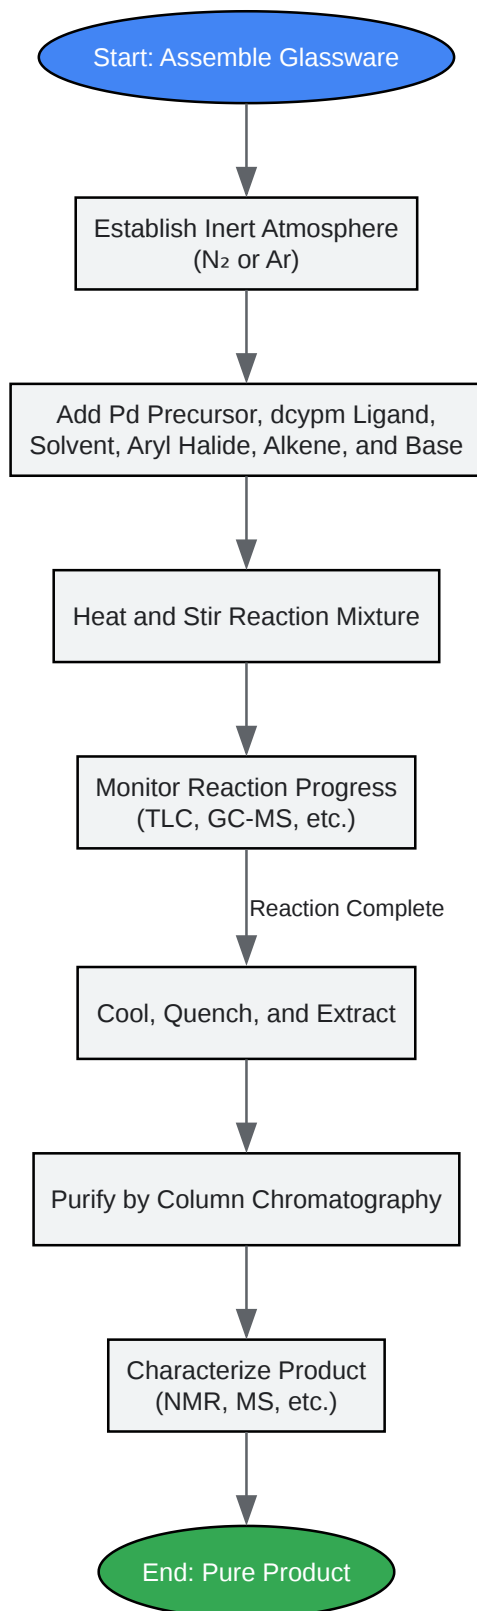 Start: Assemble Glassware
Establish Inert Atmosphere
(N₂ or Ar)
Add Pd Precursor, dcypm Ligand,
Solvent, Aryl Halide, Alkene, and Base
Heat and Stir Reaction Mixture
Monitor Reaction Progress
(TLC, GC-MS, etc.)
Reaction Complete
Cool, Quench, and Extract
Purify by Column Chromatography
Characterize Product
(NMR, MS, etc.)
End: Pure Product